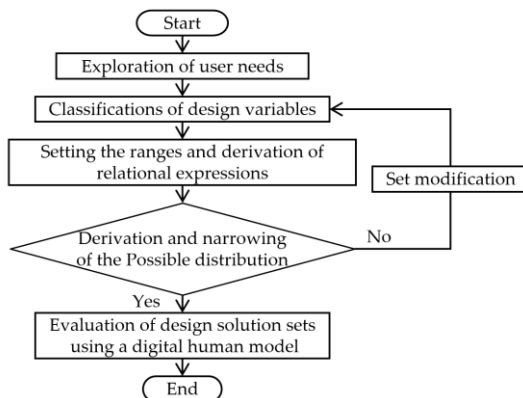 Start
Exploration of user needs
Classifications of design variables
Setting the ranges and derivation of
relational expressions
Set modification
Derivation and narrowing
of the Possible distribution
No
Yes
Evaluation of design solution sets
using a digital human model
End